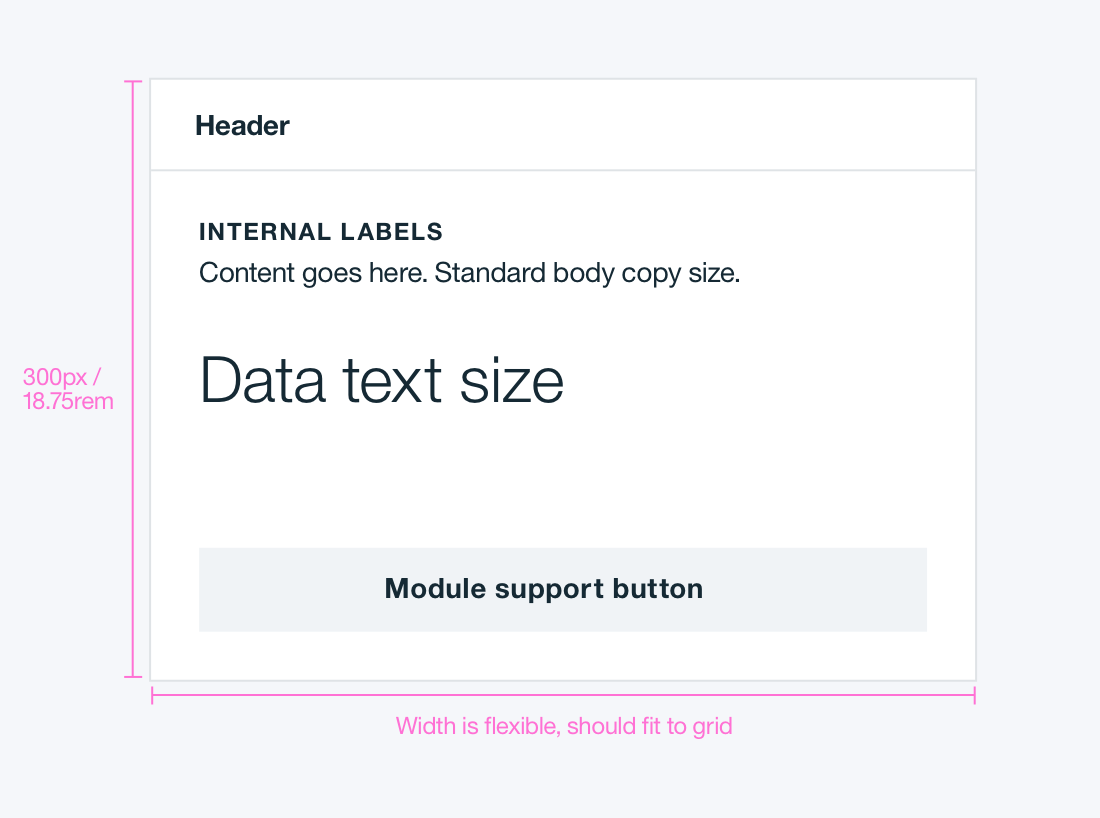 Header
INTERNAL LABELS
Content goes here. Standard body copy size.
Data text size
300px /
18.75rem
Module support button
Width is flexible, should fit to grid